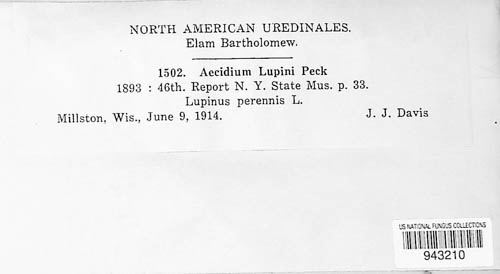 NORTH AMERICAN UREDINALES.
Elam Bartholomew.
1502. Aecidium Lupini Peck
1893 : 46th. Report N. Y. State Mus. p. 33.
Lupinus perennis L.
Millston, Wis., June 9, 1914. J. J. Davis
US NATIONAL FUNGUS COLLECTIONS
943210